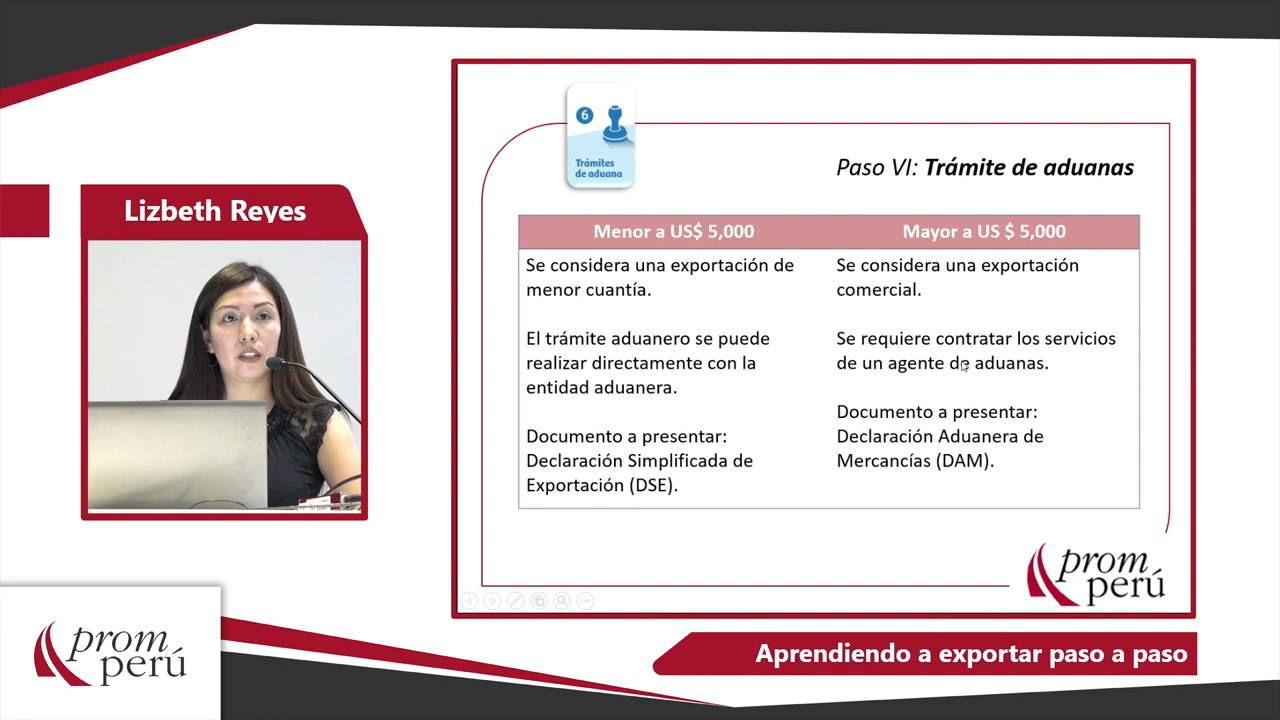 Lizbeth Reyes
6
Trámites
de aduana
Paso VI: Trámite de aduanas
Menor a US$ 5,000
Mayor a US $ 5,000
Se considera una exportación de
menor cuantía.
El trámite aduanero se puede
realizar directamente con la
entidad aduanera.
Documento a presentar:
Declaración Simplificada de
Exportación (DSE).
Se considera una exportación
comercial.
Se requiere contratar los servicios
de un agente de aduanas.
Documento a presentar:
Declaración Aduanera de
Mercancías (DAM).
prom
perú
prom
perú
Aprendiendo a exportar paso a paso